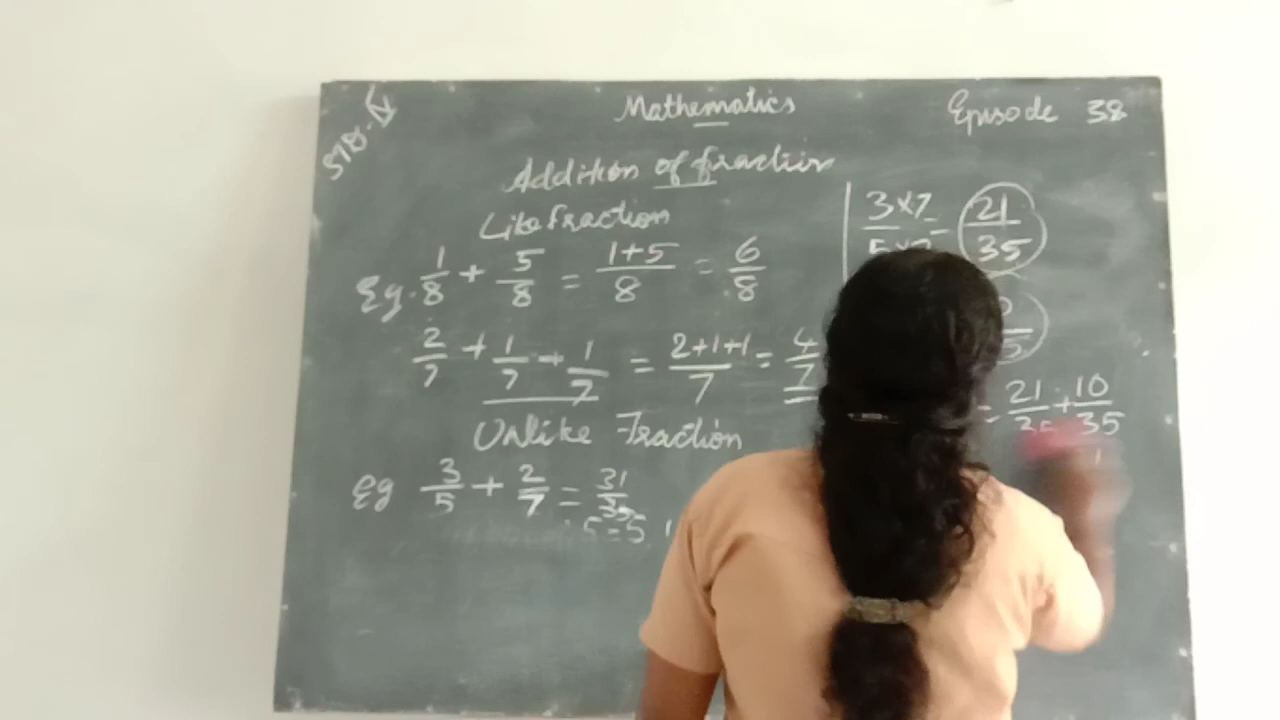 STD. IV
Mathematics
Episode 38
Addition of fraction
Like Fraction
Eg. 1/8 + 5/8 = 1+5/8 = 6/8
2/7 + 1/7 + 1/7 = 2+1+1/7 = 4/7
Unlike Fraction
Eg 3/5 + 2/7 = 31/35
3×7/5×7 = 21/35
= 21/35 + 10/35